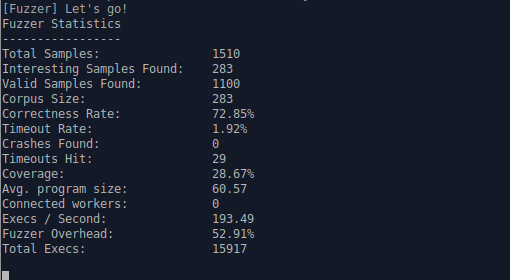 [Fuzzer] Let's go!
Fuzzer Statistics
-----------------
Total Samples: 1510
Interesting Samples Found: 283
Valid Samples Found: 1100
Corpus Size: 283
Correctness Rate: 72.85%
Timeout Rate: 1.92%
Crashes Found: 0
Timeouts Hit: 29
Coverage: 28.67%
Avg. program size: 60.57
Connected workers: 0
Execs / Second: 193.49
Fuzzer Overhead: 52.91%
Total Execs: 15917